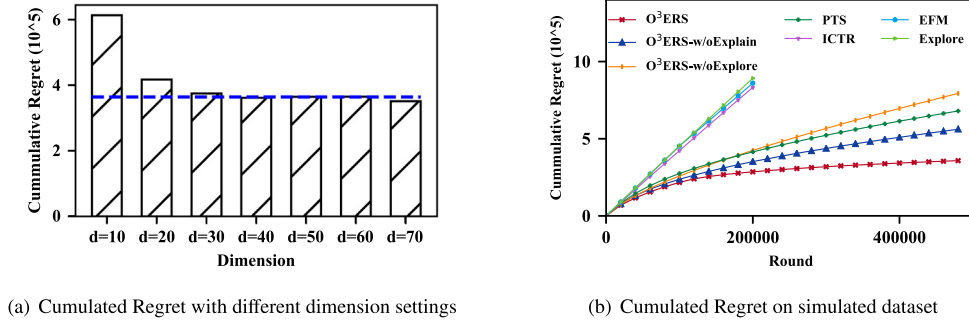 Cummulative Regret (10^5)
6
4
2
0
d=10 d=20 d=30 d=40 d=50 d=60 d=70
Dimension
(a) Cumulated Regret with different dimension settings
Cummulative Regret (10^5)
O³ERS
O³ERS-w/oExplain
O³ERS-w/oExplore
PTS
ICTR
EFM
Explore
10
5
0
0 200000 400000
Round
(b) Cumulated Regret on simulated dataset